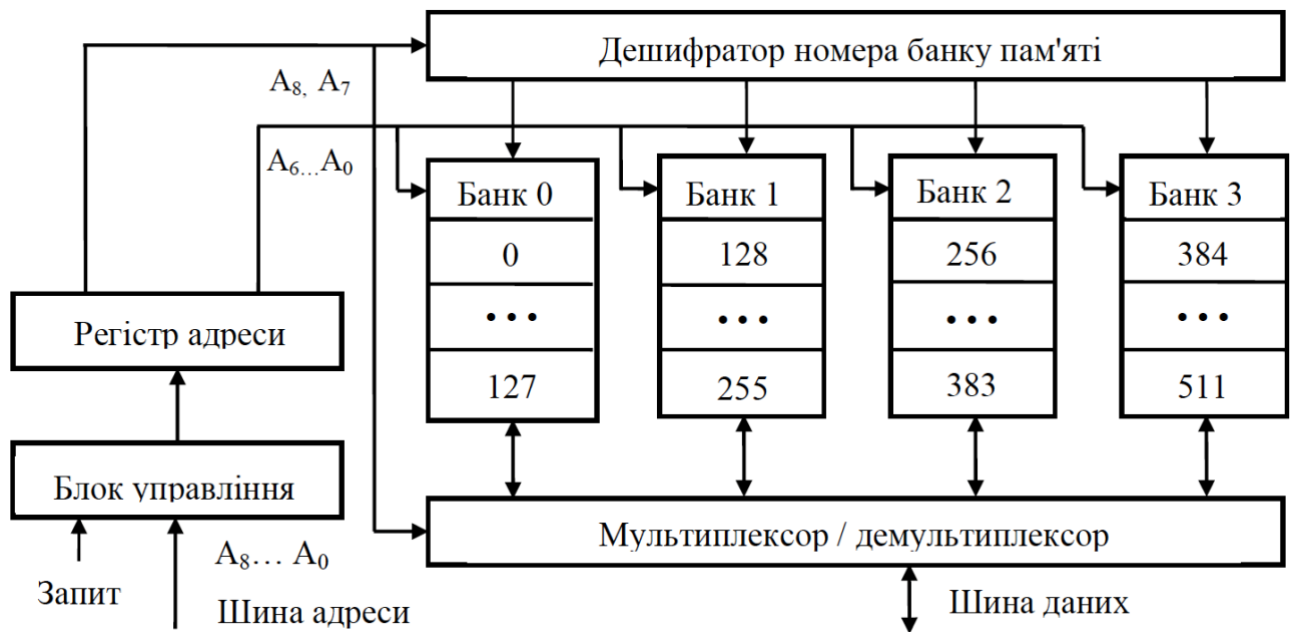 Дешифратор номера банку пам'яті
A₈, A₇
A₆…A₀
Банк 0
Банк 1
Банк 2
Банк 3
0
128
256
384
•••
•••
•••
•••
127
255
383
511
Регістр адреси
Блок управління
Мультиплексор / демультиплексор
A₈… A₀
Запит
Шина адреси
Шина даних